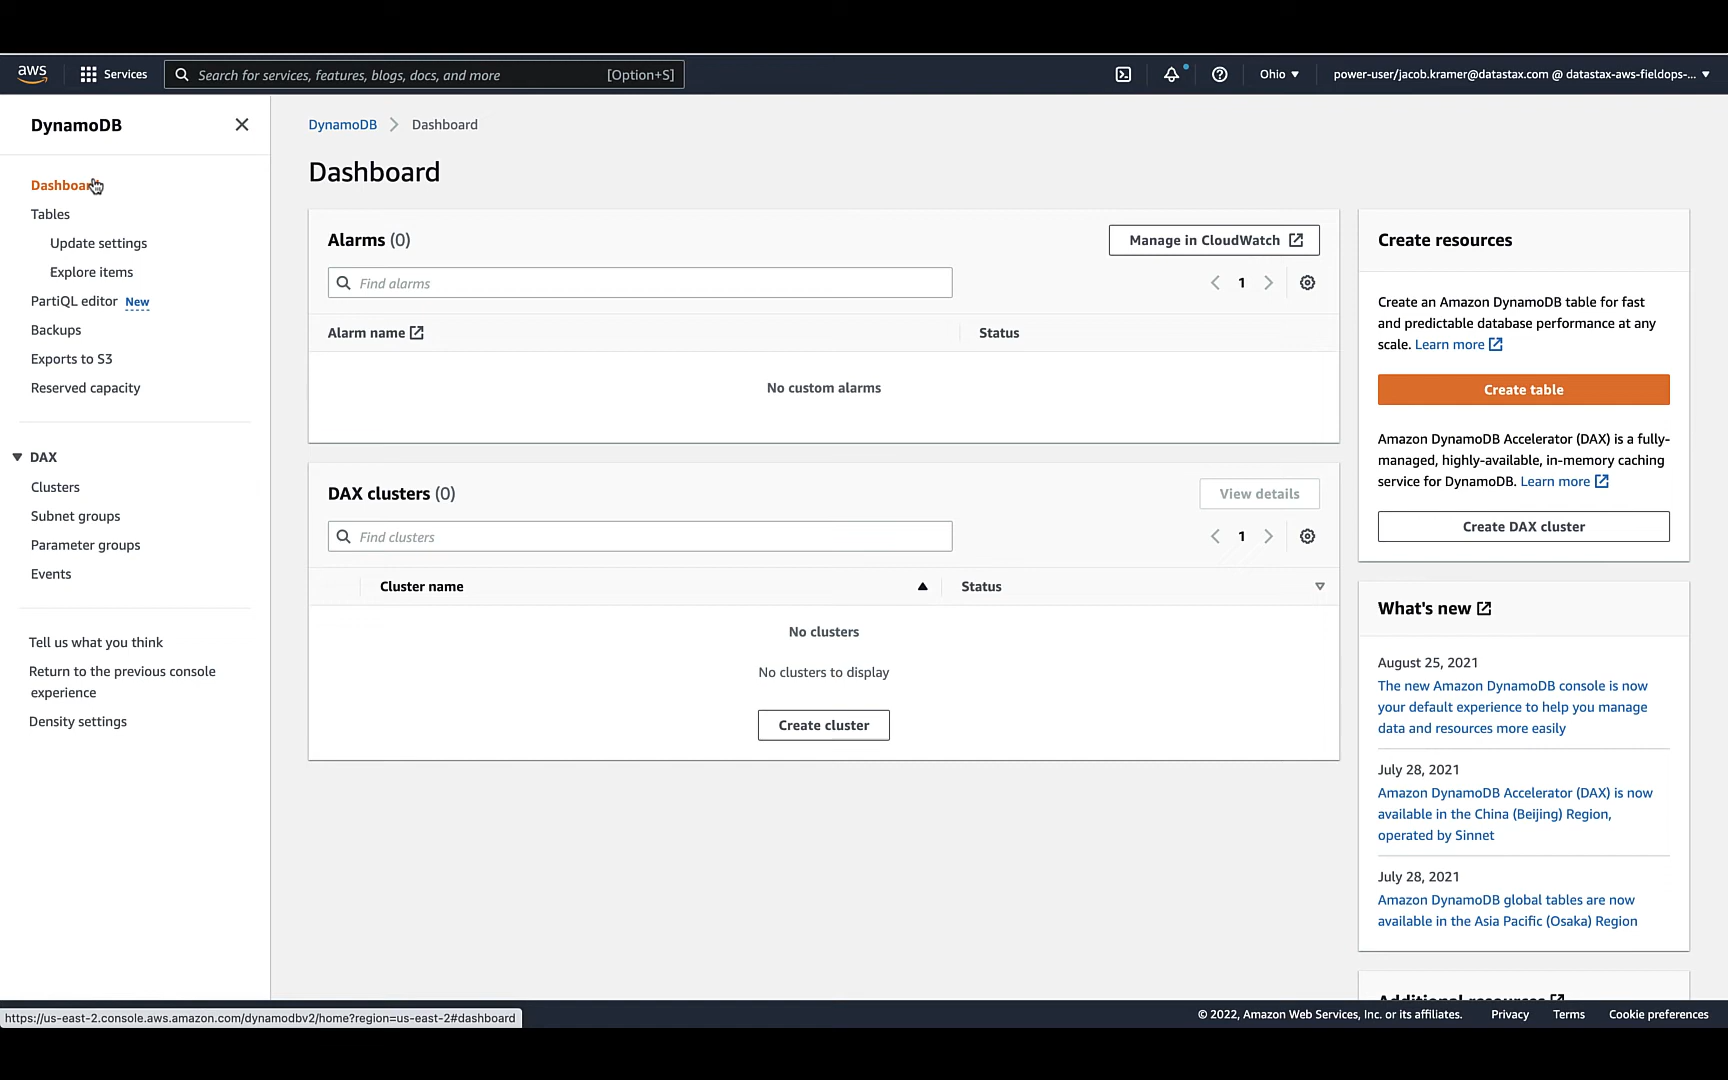 aws
Services
Search for services, features, blogs, docs, and more [Option+S]
Ohio
power-user/jacob.kramer@datastax.com @ datastax-aws-fieldops-...
DynamoDB
Dashboard
Tables
Update settings
Explore items
PartiQL editor New
Backups
Exports to S3
Reserved capacity
DAX
Clusters
Subnet groups
Parameter groups
Events
Tell us what you think
Return to the previous console
experience
Density settings
DynamoDB Dashboard
Dashboard
Alarms (0)
Manage in CloudWatch
Find alarms
1
Alarm name
Status
No custom alarms
DAX clusters (0)
View details
Find clusters
1
Cluster name
Status
No clusters
No clusters to display
Create cluster
Create resources
Create an Amazon DynamoDB table for fast
and predictable database performance at any
scale. Learn more
Create table
Amazon DynamoDB Accelerator (DAX) is a fully-
managed, highly-available, in-memory caching
service for DynamoDB. Learn more
Create DAX cluster
What's new
August 25, 2021
The new Amazon DynamoDB console is now
your default experience to help you manage
data and resources more easily
July 28, 2021
Amazon DynamoDB Accelerator (DAX) is now
available in the China (Beijing) Region,
operated by Sinnet
July 28, 2021
Amazon DynamoDB global tables are now
available in the Asia Pacific (Osaka) Region
Additional resources
https://us-east-2.console.aws.amazon.com/dynamodbv2/home?region=us-east-2#dashboard
© 2022, Amazon Web Services, Inc. or its affiliates.
Privacy
Terms
Cookie preferences